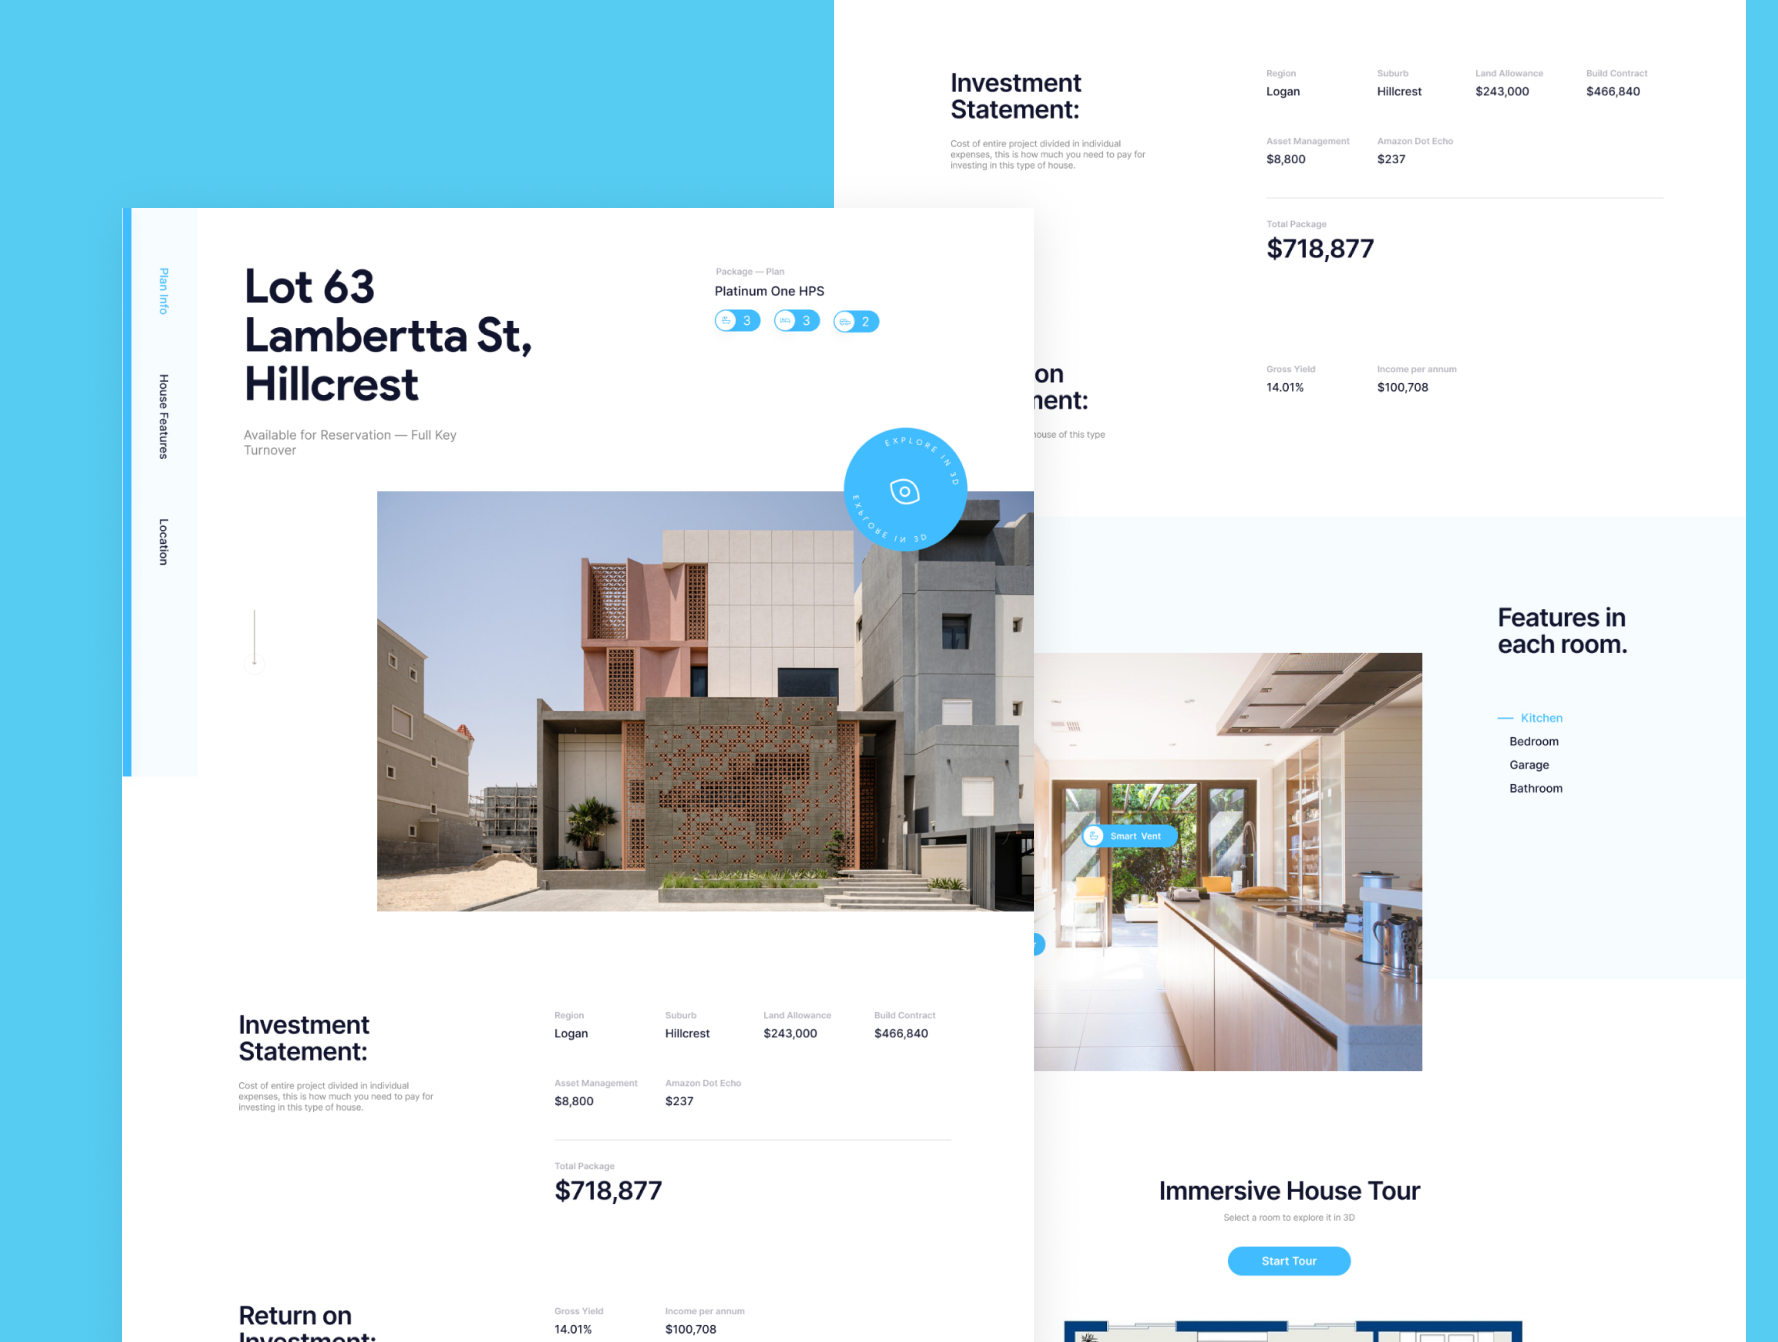 Plan Info
House Features
Location
Lot 63
Lambertta St,
Hillcrest
Available for Reservation — Full Key
Turnover
Package — Plan
Platinum One HPS
3
3
2
EXPLORE IN 3D
EXPLORE IN 3D
Investment
Statement:
Cost of entire project divided in individual
expenses, this is how much you need to pay for
investing in this type of house.
Region
Logan
Suburb
Hillcrest
Land Allowance
$243,000
Build Contract
$466,840
Asset Management
$8,800
Amazon Dot Echo
$237
Total Package
$718,877
Return on
Investment:
Gross Yield
14.01%
Income per annum
$100,708
Investment
Statement:
Cost of entire project divided in individual
expenses, this is how much you need to pay for
investing in this type of house.
Region
Logan
Suburb
Hillcrest
Land Allowance
$243,000
Build Contract
$466,840
Asset Management
$8,800
Amazon Dot Echo
$237
Total Package
$718,877
on
ment:
house of this type
Gross Yield
14.01%
Income per annum
$100,708
Features in
each room.
Kitchen
Bedroom
Garage
Bathroom
Smart Vent
Immersive House Tour
Select a room to explore it in 3D
Start Tour